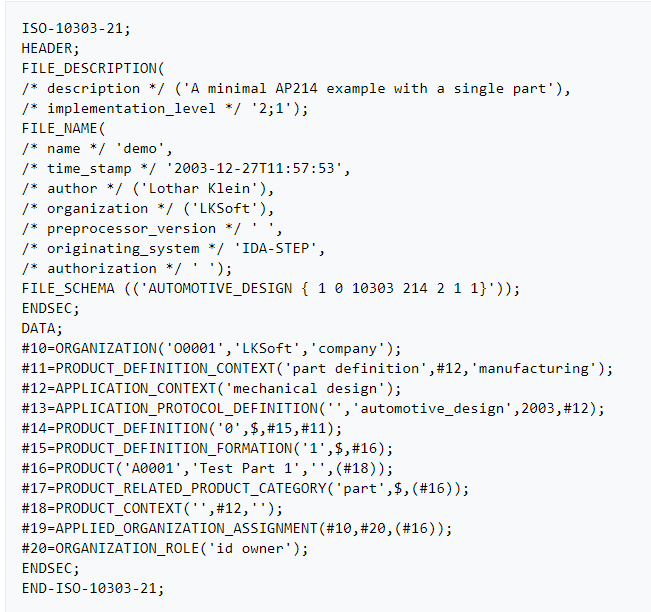 ISO-10303-21;
HEADER;
FILE_DESCRIPTION(
/* description */ ('A minimal AP214 example with a single part'),
/* implementation_level */ '2;1');
FILE_NAME(
/* name */ 'demo',
/* time_stamp */ '2003-12-27T11:57:53',
/* author */ ('Lothar Klein'),
/* organization */ ('LKSoft'),
/* preprocessor_version */ ' ',
/* originating_system */ 'IDA-STEP',
/* authorization */ ' ');
FILE_SCHEMA (('AUTOMOTIVE_DESIGN { 1 0 10303 214 2 1 1}'));
ENDSEC;
DATA;
#10=ORGANIZATION('O0001','LKSoft','company');
#11=PRODUCT_DEFINITION_CONTEXT('part definition',#12,'manufacturing');
#12=APPLICATION_CONTEXT('mechanical design');
#13=APPLICATION_PROTOCOL_DEFINITION('','automotive_design',2003,#12);
#14=PRODUCT_DEFINITION('0',$,#15,#11);
#15=PRODUCT_DEFINITION_FORMATION('1',$,#16);
#16=PRODUCT('A0001','Test Part 1','',(#18));
#17=PRODUCT_RELATED_PRODUCT_CATEGORY('part',$,(#16));
#18=PRODUCT_CONTEXT('',#12,'');
#19=APPLIED_ORGANIZATION_ASSIGNMENT(#10,#20,(#16));
#20=ORGANIZATION_ROLE('id owner');
ENDSEC;
END-ISO-10303-21;